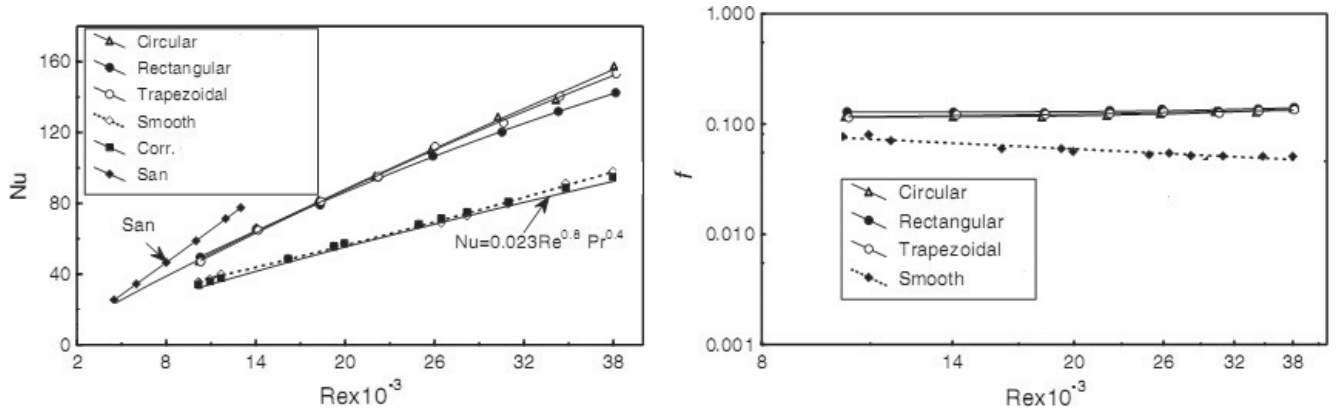 160
120
80
40
0
Nu
Circular
Rectangular
Trapezoidal
Smooth
Corr.
San
San
Nu=0.023Re^0.8 Pr^0.4
2 8 14 20 26 32 38
Rex10^-3
1.000
0.100
0.010
0.001
f
Circular
Rectangular
Trapezoidal
Smooth
8 14 20 26 32 38
Rex10^-3